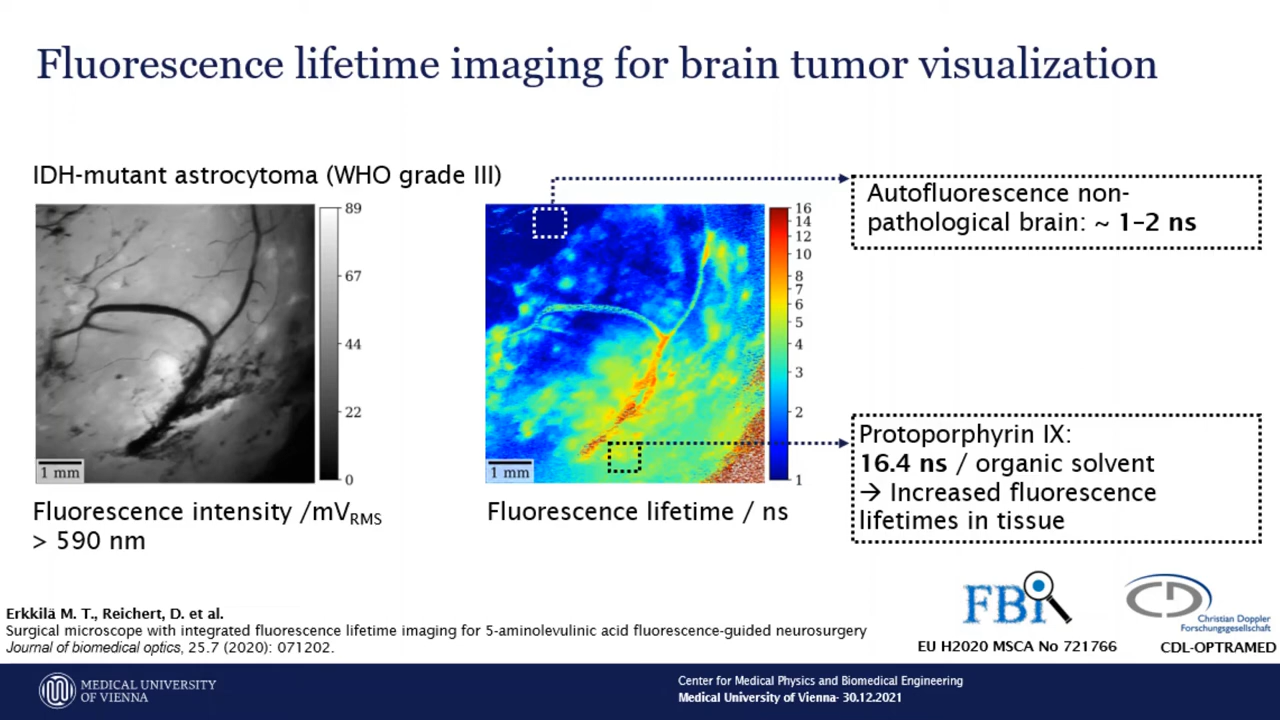 Fluorescence lifetime imaging for brain tumor visualization
IDH-mutant astrocytoma (WHO grade III)
89
67
44
22
0
1 mm
Fluorescence intensity /mVRMS
> 590 nm
16
14
12
10
8
7
6
5
4
3
2
1
1 mm
Fluorescence lifetime / ns
Autofluorescence non-
pathological brain: ~ 1–2 ns
Protoporphyrin IX:
16.4 ns / organic solvent
→ Increased fluorescence
lifetimes in tissue
Erkkilä M. T., Reichert, D. et al.
Surgical microscope with integrated fluorescence lifetime imaging for 5-aminolevulinic acid fluorescence-guided neurosurgery
Journal of biomedical optics, 25.7 (2020): 071202.
FBI
EU H2020 MSCA No 721766
CD
Christian Doppler
Forschungsgesellschaft
CDL-OPTRAMED
MEDICAL UNIVERSITY
OF VIENNA
Center for Medical Physics and Biomedical Engineering
Medical University of Vienna- 30.12.2021